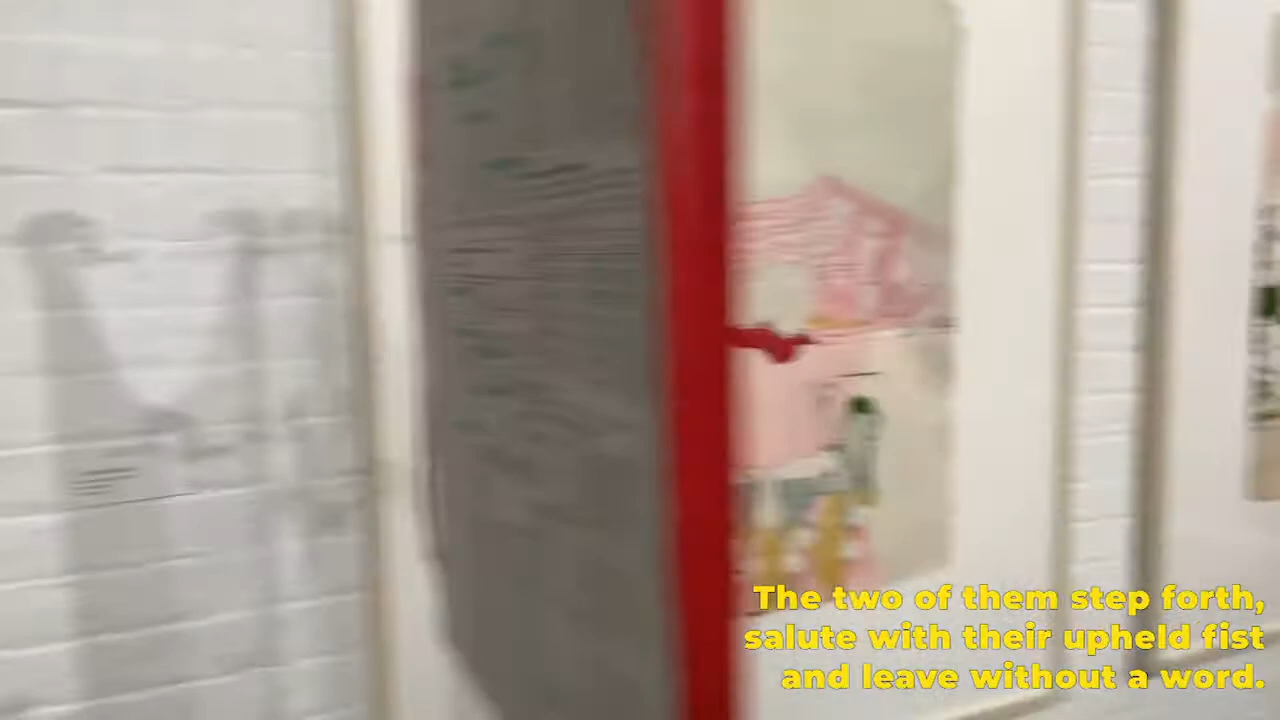 The two of them step forth,
salute with their upheld fist
and leave without a word.